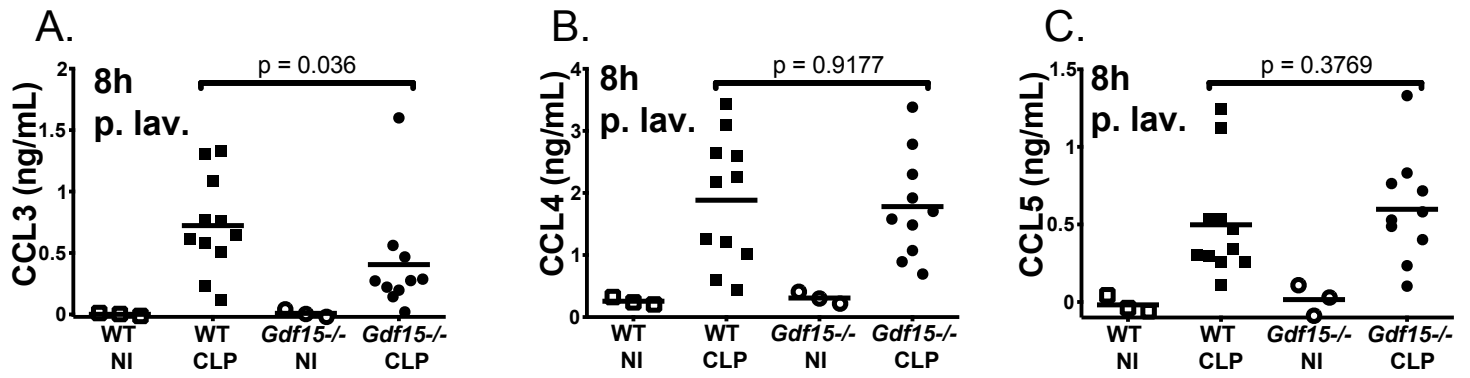 A.
CCL3 (ng/mL)
2
1.5
1
0.5
0
8h
p. lav.
p = 0.036
WT
NI
WT
CLP
Gdf15-/-
NI
Gdf15-/-
CLP
B.
CCL4 (ng/mL)
4
3
2
1
0
8h
p. lav.
p = 0.9177
WT
NI
WT
CLP
Gdf15-/-
NI
Gdf15-/-
CLP
C.
CCL5 (ng/mL)
1.5
1
0.5
0
8h
p. lav.
p = 0.3769
WT
NI
WT
CLP
Gdf15-/-
NI
Gdf15-/-
CLP